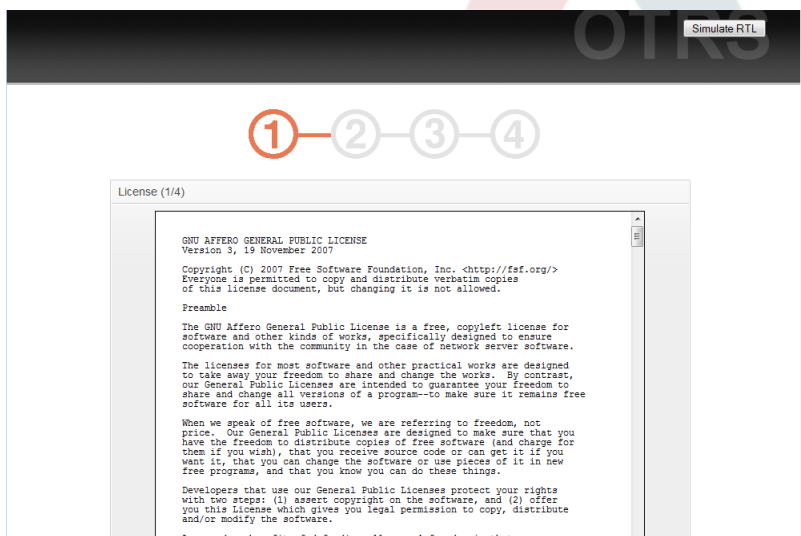 OTRS
Simulate RTL
1 2 3 4
License (1/4)
GNU AFFERO GENERAL PUBLIC LICENSE
Version 3, 19 November 2007
Copyright (C) 2007 Free Software Foundation, Inc. <http://fsf.org/>
Everyone is permitted to copy and distribute verbatim copies
of this license document, but changing it is not allowed.
Preamble
The GNU Affero General Public License is a free, copyleft license for
software and other kinds of works, specifically designed to ensure
cooperation with the community in the case of network server software.
The licenses for most software and other practical works are designed
to take away your freedom to share and change the works. By contrast,
our General Public Licenses are intended to guarantee your freedom to
share and change all versions of a program--to make sure it remains free
software for all its users.
When we speak of free software, we are referring to freedom, not
price. Our General Public Licenses are designed to make sure that you
have the freedom to distribute copies of free software (and charge for
them if you wish), that you receive source code or can get it if you
want it, that you can change the software or use pieces of it in new
free programs, and that you know you can do these things.
Developers that use our General Public Licenses protect your rights
with two steps: (1) assert copyright on the software, and (2) offer
you this License which gives you legal permission to copy, distribute
and/or modify the software.